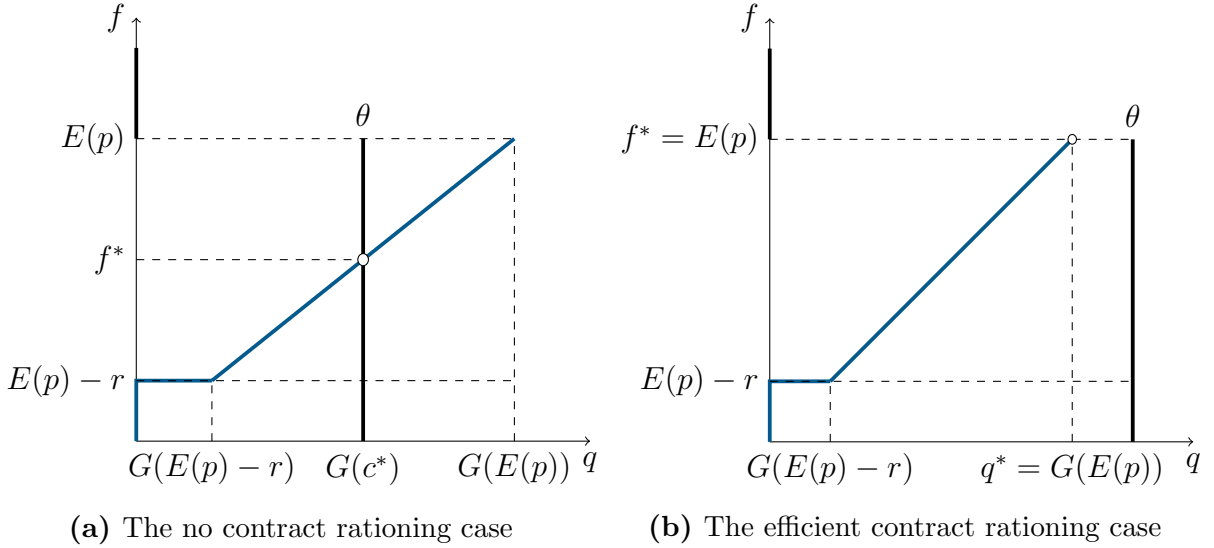 f
θ
E(p)
f*
E(p) − r
G(E(p) − r)
G(c*)
G(E(p))
q
(a) The no contract rationing case
f
θ
f* = E(p)
E(p) − r
G(E(p) − r)
q* = G(E(p))
q
(b) The efficient contract rationing case